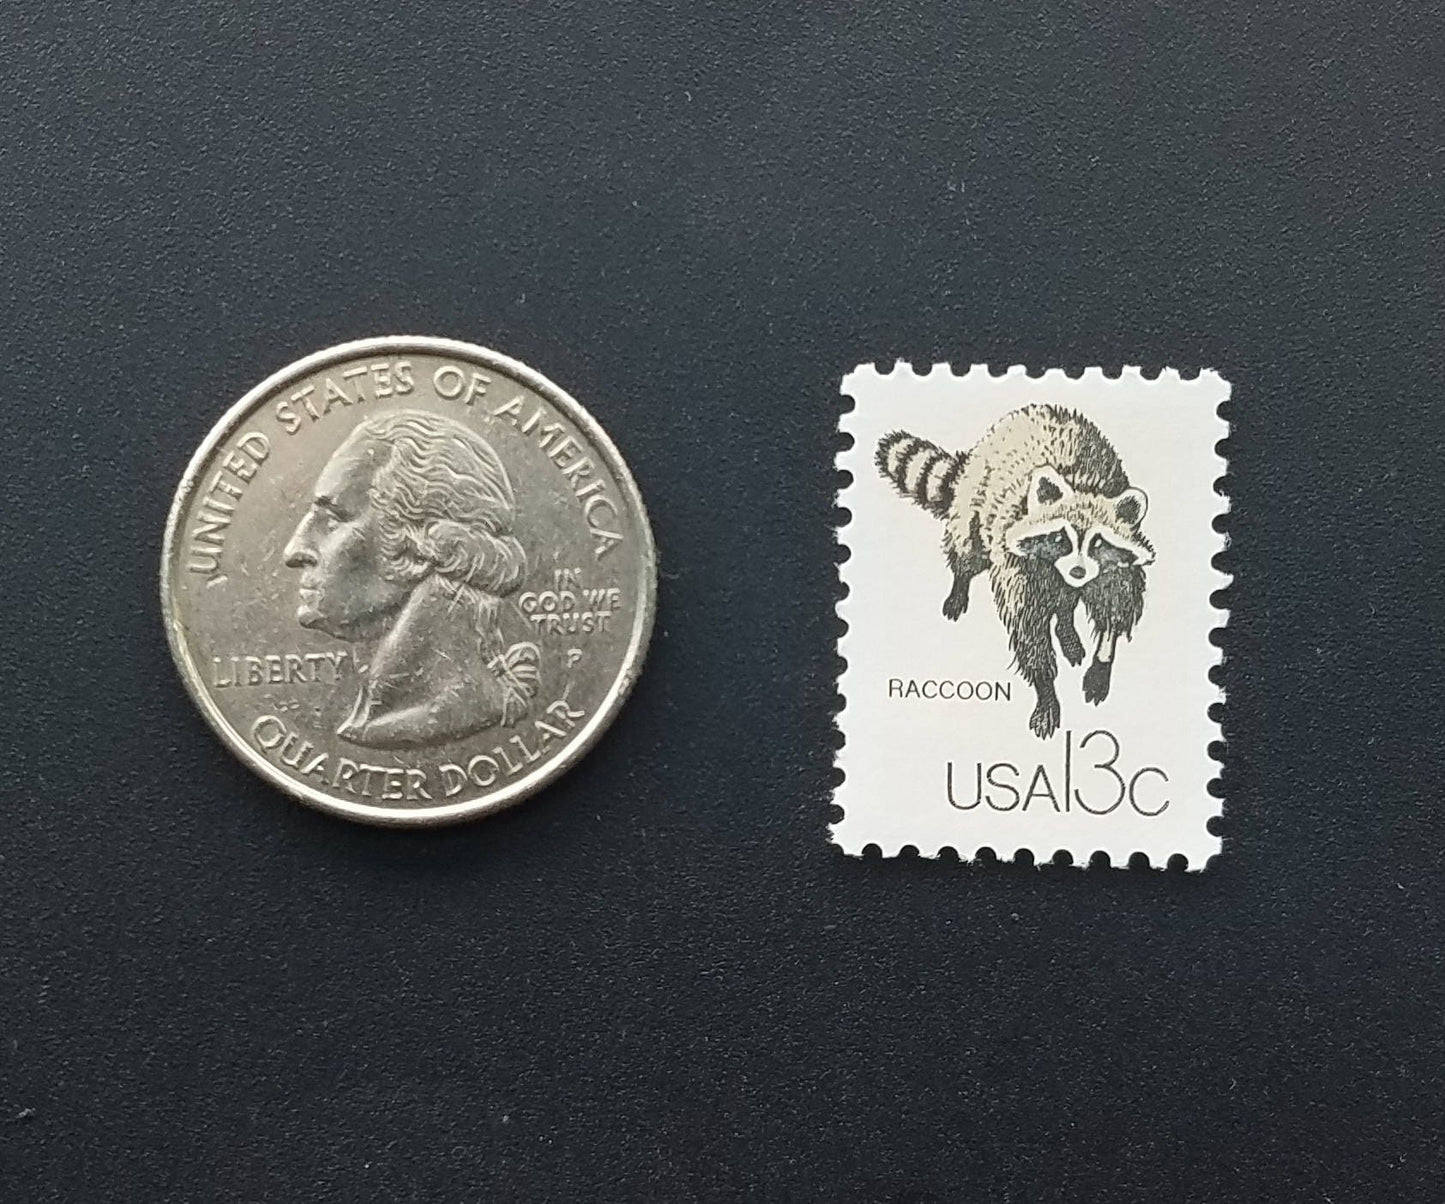 UNITED STATES OF AMERICA
IN
GOD WE
TRUST
LIBERTY
P
QUARTER DOLLAR
RACCOON
USA13c